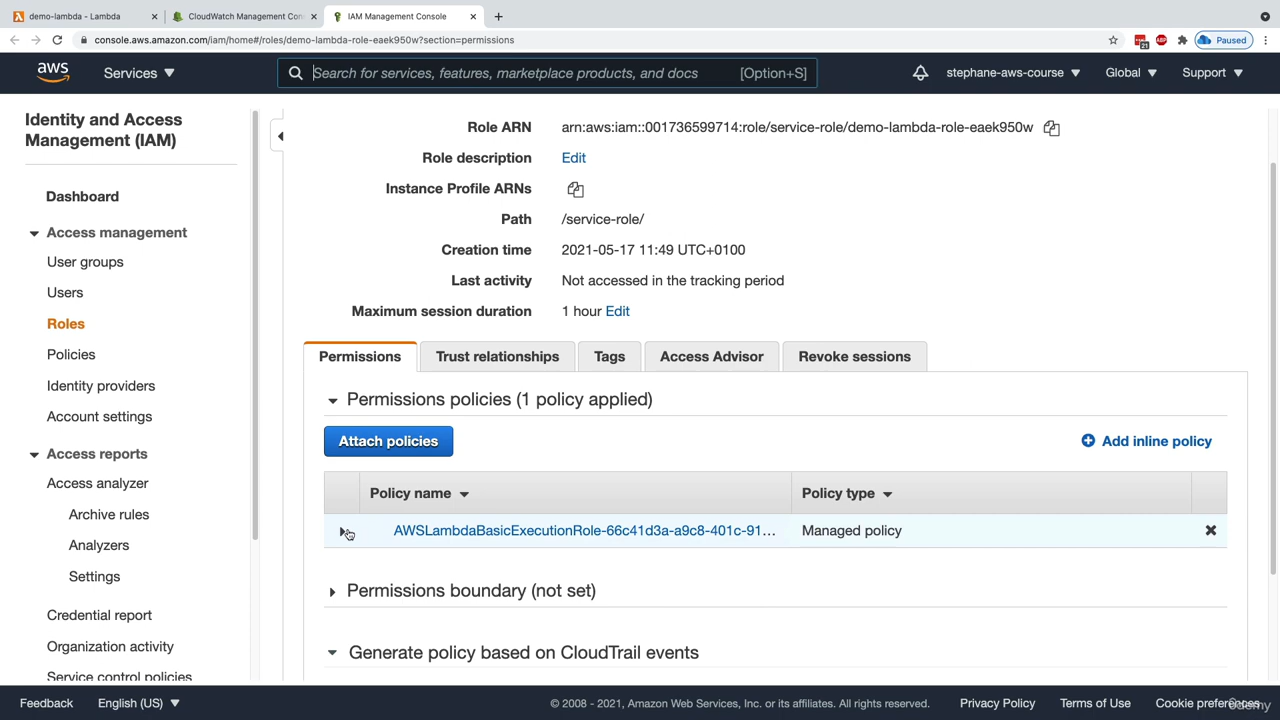 demo-lambda - Lambda
CloudWatch Management Con
IAM Management Console
console.aws.amazon.com/iam/home#/roles/demo-lambda-role-eaek950w?section=permissions
21
ABP
Paused
aws
Services
Search for services, features, marketplace products, and docs [Option+S]
stephane-aws-course
Global
Support
Identity and Access
Management (IAM)
Dashboard
Access management
User groups
Users
Roles
Policies
Identity providers
Account settings
Access reports
Access analyzer
Archive rules
Analyzers
Settings
Credential report
Organization activity
Service control policies
Role ARN arn:aws:iam::001736599714:role/service-role/demo-lambda-role-eaek950w
Role description Edit
Instance Profile ARNs
Path /service-role/
Creation time 2021-05-17 11:49 UTC+0100
Last activity Not accessed in the tracking period
Maximum session duration 1 hour Edit
Permissions Trust relationships Tags Access Advisor Revoke sessions
Permissions policies (1 policy applied)
Attach policies
Add inline policy
Policy name Policy type
AWSLambdaBasicExecutionRole-66c41d3a-a9c8-401c-91... Managed policy
Permissions boundary (not set)
Generate policy based on CloudTrail events
Feedback English (US) © 2008 - 2021, Amazon Web Services, Inc. or its affiliates. All rights reserved. Privacy Policy Terms of Use Cookie preferences
Udemy